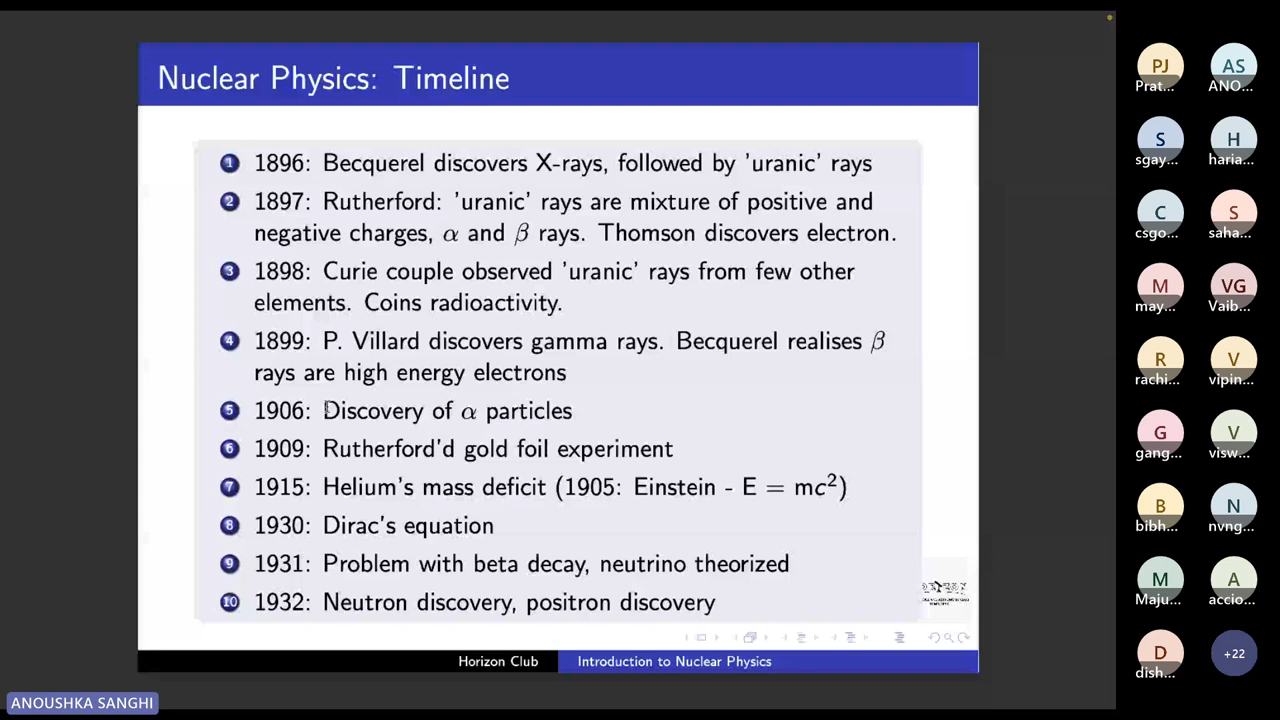 Nuclear Physics: Timeline
1 1896: Becquerel discovers X-rays, followed by 'uranic' rays
2 1897: Rutherford: 'uranic' rays are mixture of positive and
negative charges, α and β rays. Thomson discovers electron.
3 1898: Curie couple observed 'uranic' rays from few other
elements. Coins radioactivity.
4 1899: P. Villard discovers gamma rays. Becquerel realises β
rays are high energy electrons
5 1906: Discovery of α particles
6 1909: Rutherford'd gold foil experiment
7 1915: Helium's mass deficit (1905: Einstein - E = mc²)
8 1930: Dirac's equation
9 1931: Problem with beta decay, neutrino theorized
10 1932: Neutron discovery, positron discovery
Horizon Club
Introduction to Nuclear Physics
ANOUSHKA SANGHI
PJ
Prat...
AS
ANO...
S
sgay...
H
haria...
C
csgo...
S
saha...
M
may...
VG
Vaib...
R
rachi...
V
vipin...
G
gang...
V
visw...
B
bibh...
N
nvng...
M
Maju...
A
accio...
D
dish...
+22